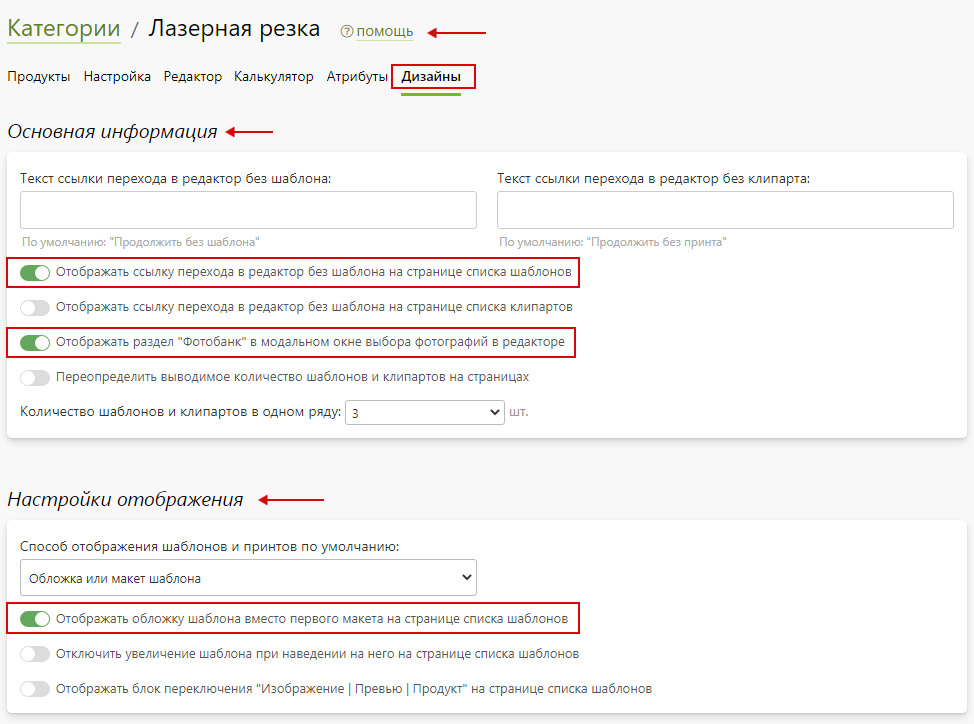 Категории / Лазерная резка ? помощь
Продукты Настройка Редактор Калькулятор Атрибуты Дизайны
Основная информация
Текст ссылки перехода в редактор без шаблона: Текст ссылки перехода в редактор без клипарта:
По умолчанию: "Продолжить без шаблона" По умолчанию: "Продолжить без принта"
Отображать ссылку перехода в редактор без шаблона на странице списка шаблонов
Отображать ссылку перехода в редактор без шаблона на странице списка клипартов
Отображать раздел "Фотобанк" в модальном окне выбора фотографий в редакторе
Переопределить выводимое количество шаблонов и клипартов на страницах
Количество шаблонов и клипартов в одном ряду: 3 шт.
Настройки отображения
Способ отображения шаблонов и принтов по умолчанию:
Обложка или макет шаблона
Отображать обложку шаблона вместо первого макета на странице списка шаблонов
Отключить увеличение шаблона при наведении на него на странице списка шаблонов
Отображать блок переключения "Изображение | Превью | Продукт" на странице списка шаблонов